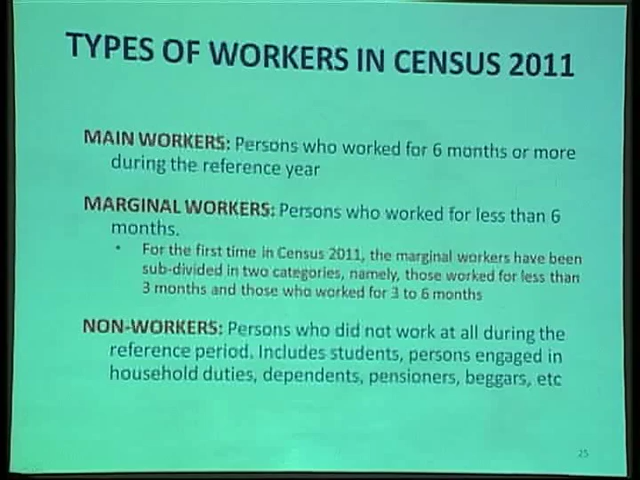 TYPES OF WORKERS IN CENSUS 2011
MAIN WORKERS: Persons who worked for 6 months or more
during the reference year
MARGINAL WORKERS: Persons who worked for less than 6
months.
• For the first time in Census 2011, the marginal workers have been
sub-divided in two categories, namely, those worked for less than
3 months and those who worked for 3 to 6 months
NON-WORKERS: Persons who did not work at all during the
reference period. Includes students, persons engaged in
household duties, dependents, pensioners, beggars, etc
25